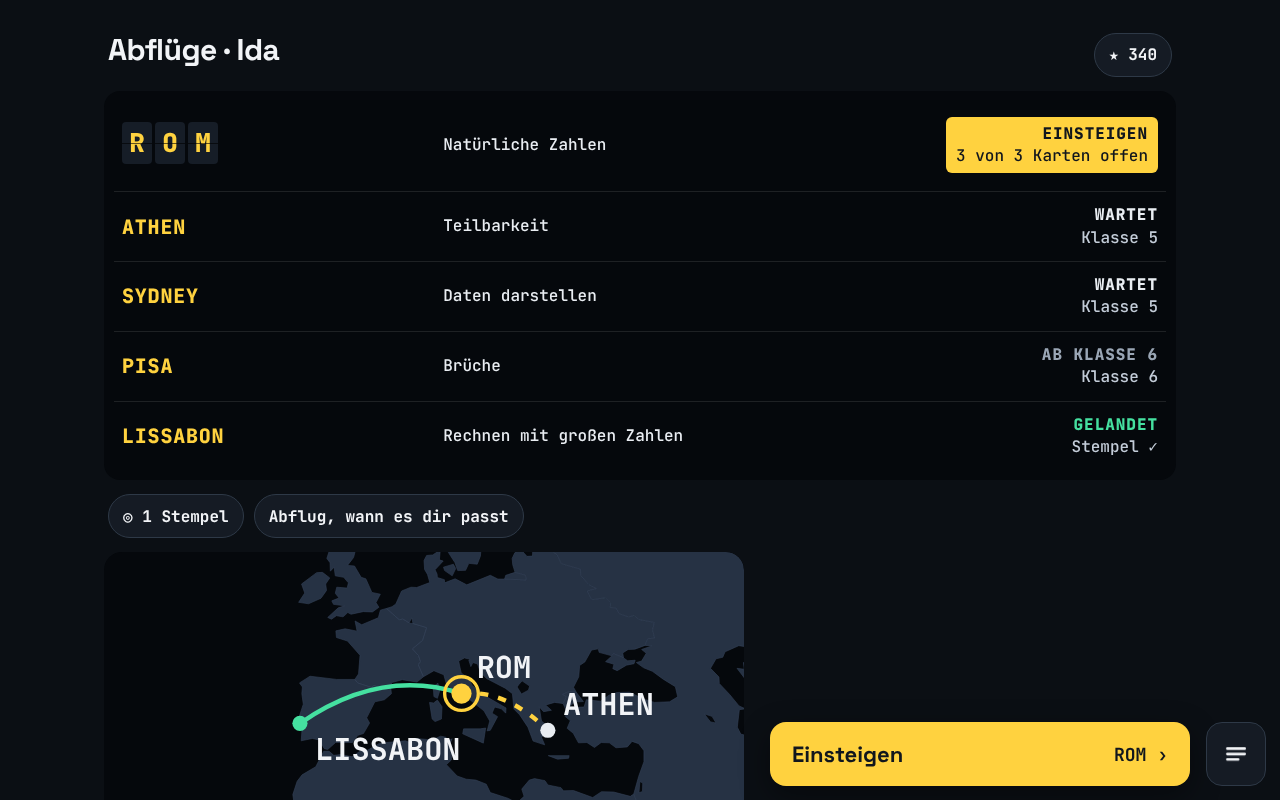 Abflüge · Ida
★ 340
ROM
Natürliche Zahlen
EINSTEIGEN
3 von 3 Karten offen
ATHEN
Teilbarkeit
WARTET
Klasse 5
SYDNEY
Daten darstellen
WARTET
Klasse 5
PISA
Brüche
AB KLASSE 6
Klasse 6
LISSABON
Rechnen mit großen Zahlen
GELANDET
Stempel ✓
◎ 1 Stempel
Abflug, wann es dir passt
ROM
ATHEN
LISSABON
Einsteigen
ROM ›